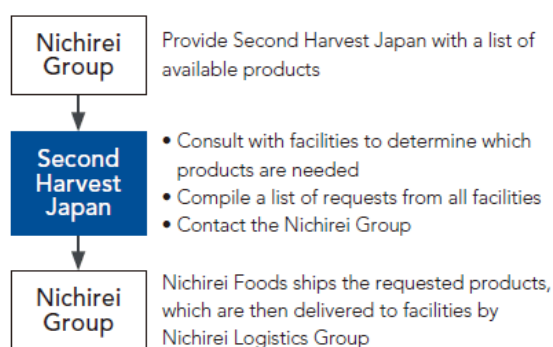 Nichirei
Group
Provide Second Harvest Japan with a list of
available products
Second
Harvest
Japan
• Consult with facilities to determine which
products are needed
• Compile a list of requests from all facilities
• Contact the Nichirei Group
Nichirei
Group
Nichirei Foods ships the requested products,
which are then delivered to facilities by
Nichirei Logistics Group